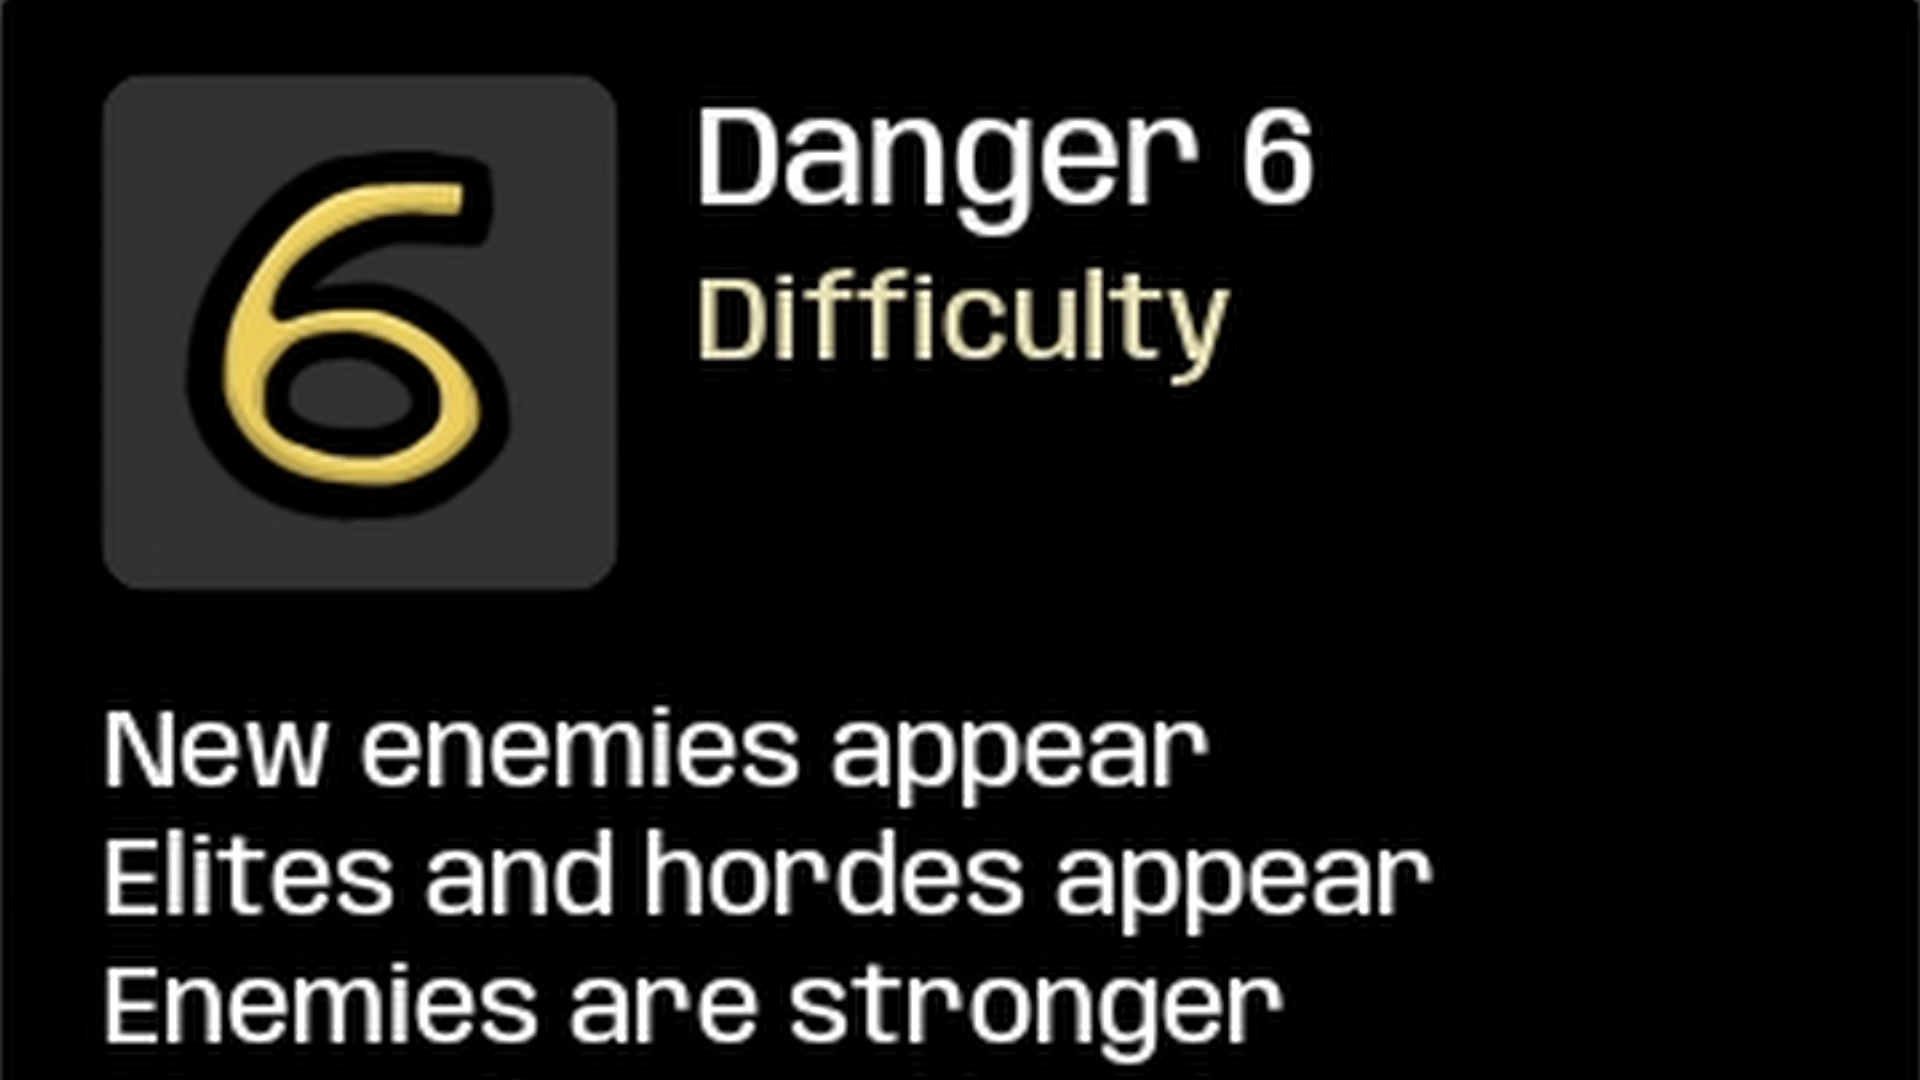 6
Danger 6
Difficulty
New enemies appear
Elites and hordes appear
Enemies are stronger